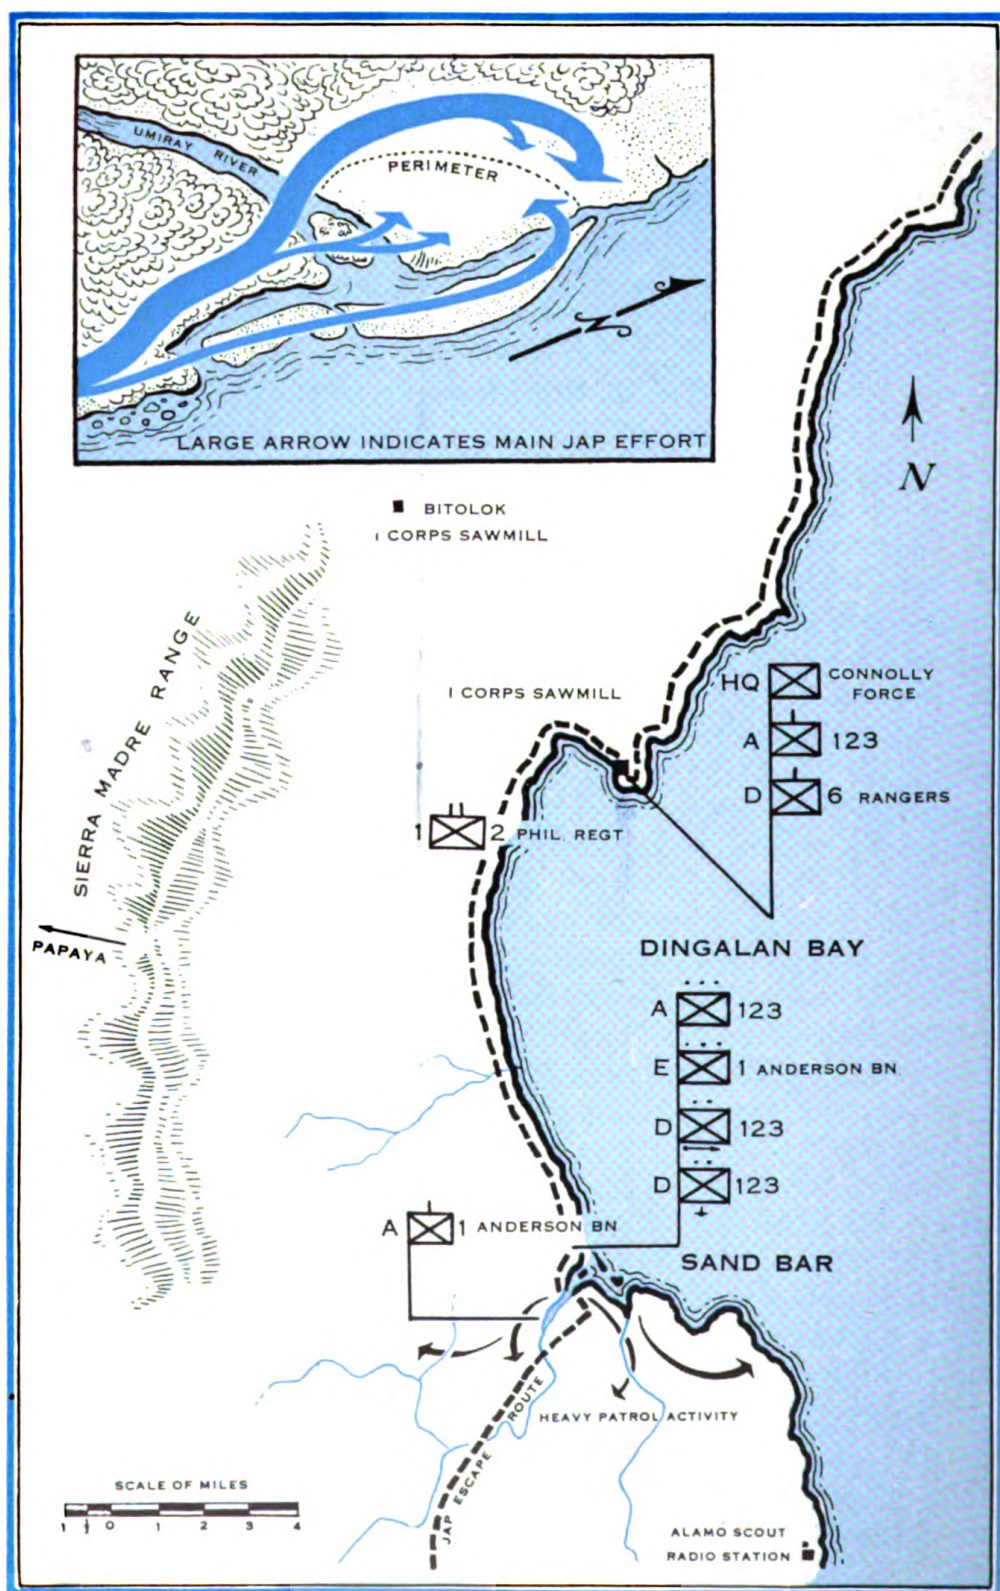 UMIRAY RIVER
PERIMETER
N
LARGE ARROW INDICATES MAIN JAP EFFORT
N
BITOLOK
I CORPS SAWMILL
SIERRA MADRE RANGE
I CORPS SAWMILL
HQ CONNOLLY
FORCE
A 123
D 6 RANGERS
1 2 PHIL. REGT
PAPAYA
DINGALAN BAY
A 123
E 1 ANDERSON BN
D 123
D 123
A 1 ANDERSON BN
SAND BAR
JAP ESCAPE ROUTE
HEAVY PATROL ACTIVITY
SCALE OF MILES
1 ½ 0 1 2 3 4
ALAMO SCOUT
RADIO STATION